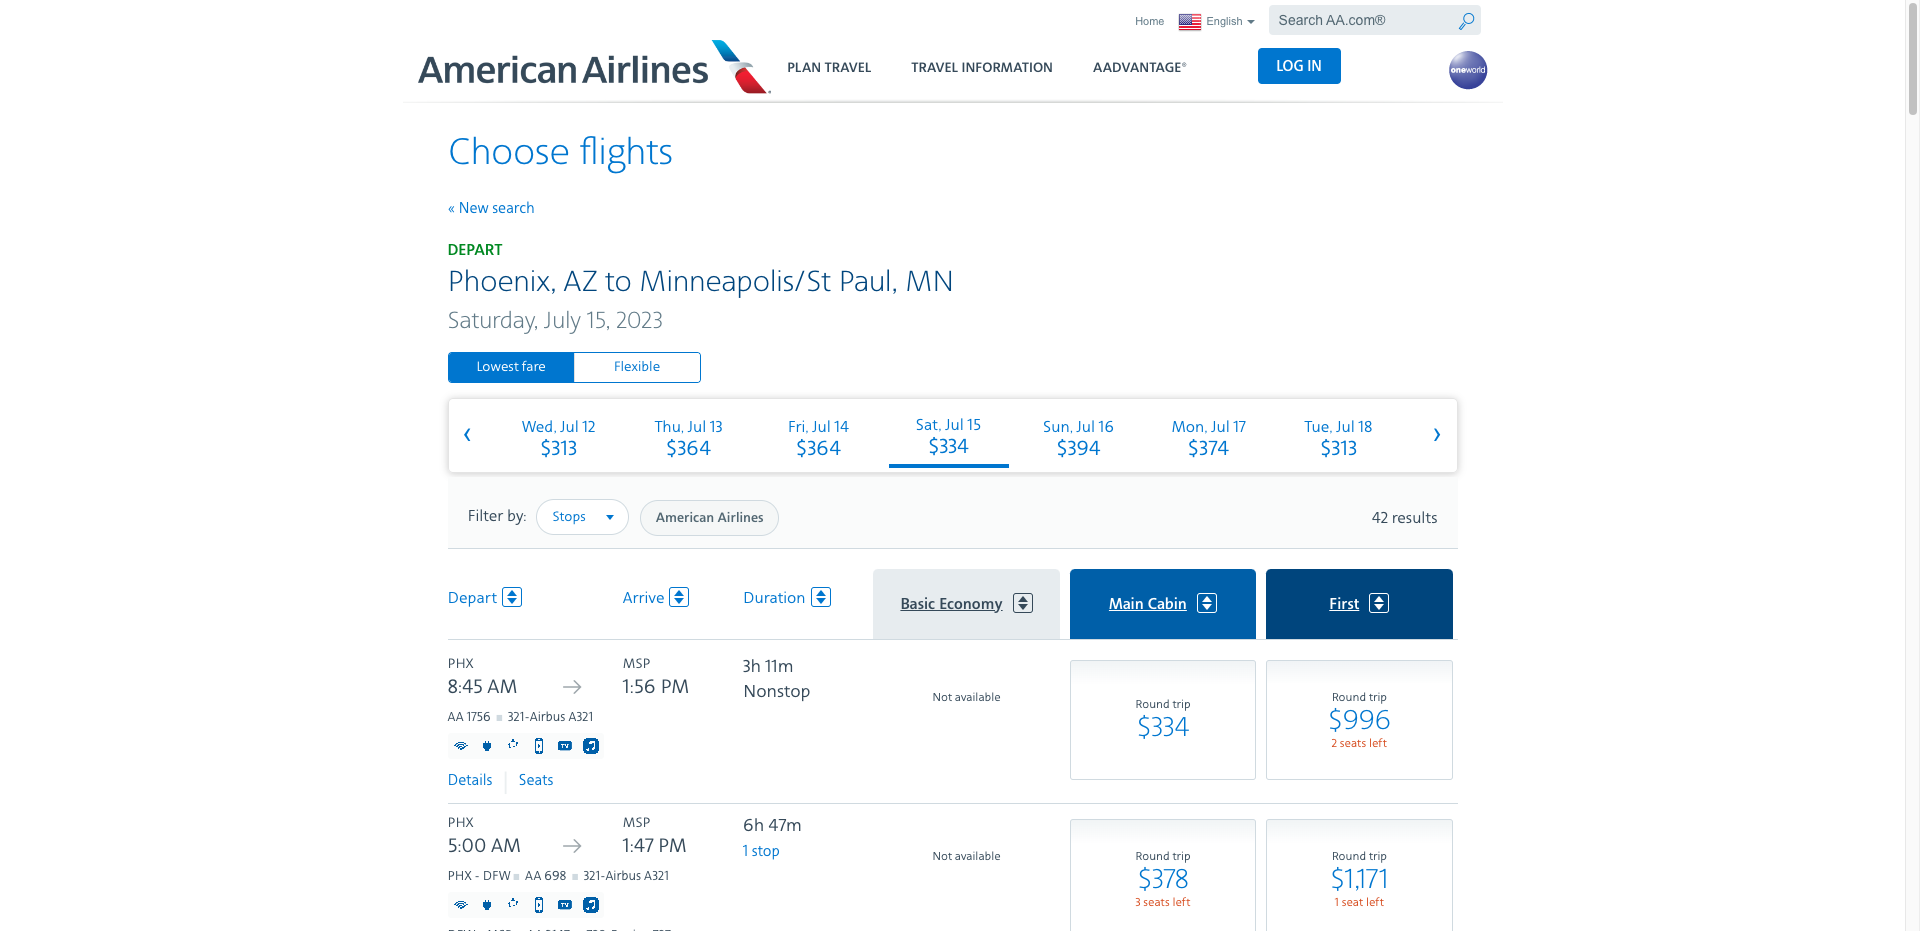 Home English Search AA.com®
American Airlines PLAN TRAVEL TRAVEL INFORMATION AADVANTAGE® LOG IN oneworld
Choose flights
« New search
DEPART
Phoenix, AZ to Minneapolis/St Paul, MN
Saturday, July 15, 2023
Lowest fare Flexible
‹ Wed, Jul 12 Thu, Jul 13 Fri, Jul 14 Sat, Jul 15 Sun, Jul 16 Mon, Jul 17 Tue, Jul 18 ›
$313 $364 $364 $334 $394 $374 $313
Filter by: Stops American Airlines 42 results
Depart Arrive Duration Basic Economy Main Cabin First
PHX MSP 3h 11m
8:45 AM 1:56 PM Nonstop Not available Round trip $334 Round trip $996 2 seats left
AA 1756 321-Airbus A321
TV
Details Seats
PHX MSP 6h 47m
5:00 AM 1:47 PM 1 stop Not available Round trip $378 3 seats left Round trip $1,171 1 seat left
PHX - DFW AA 698 321-Airbus A321
TV